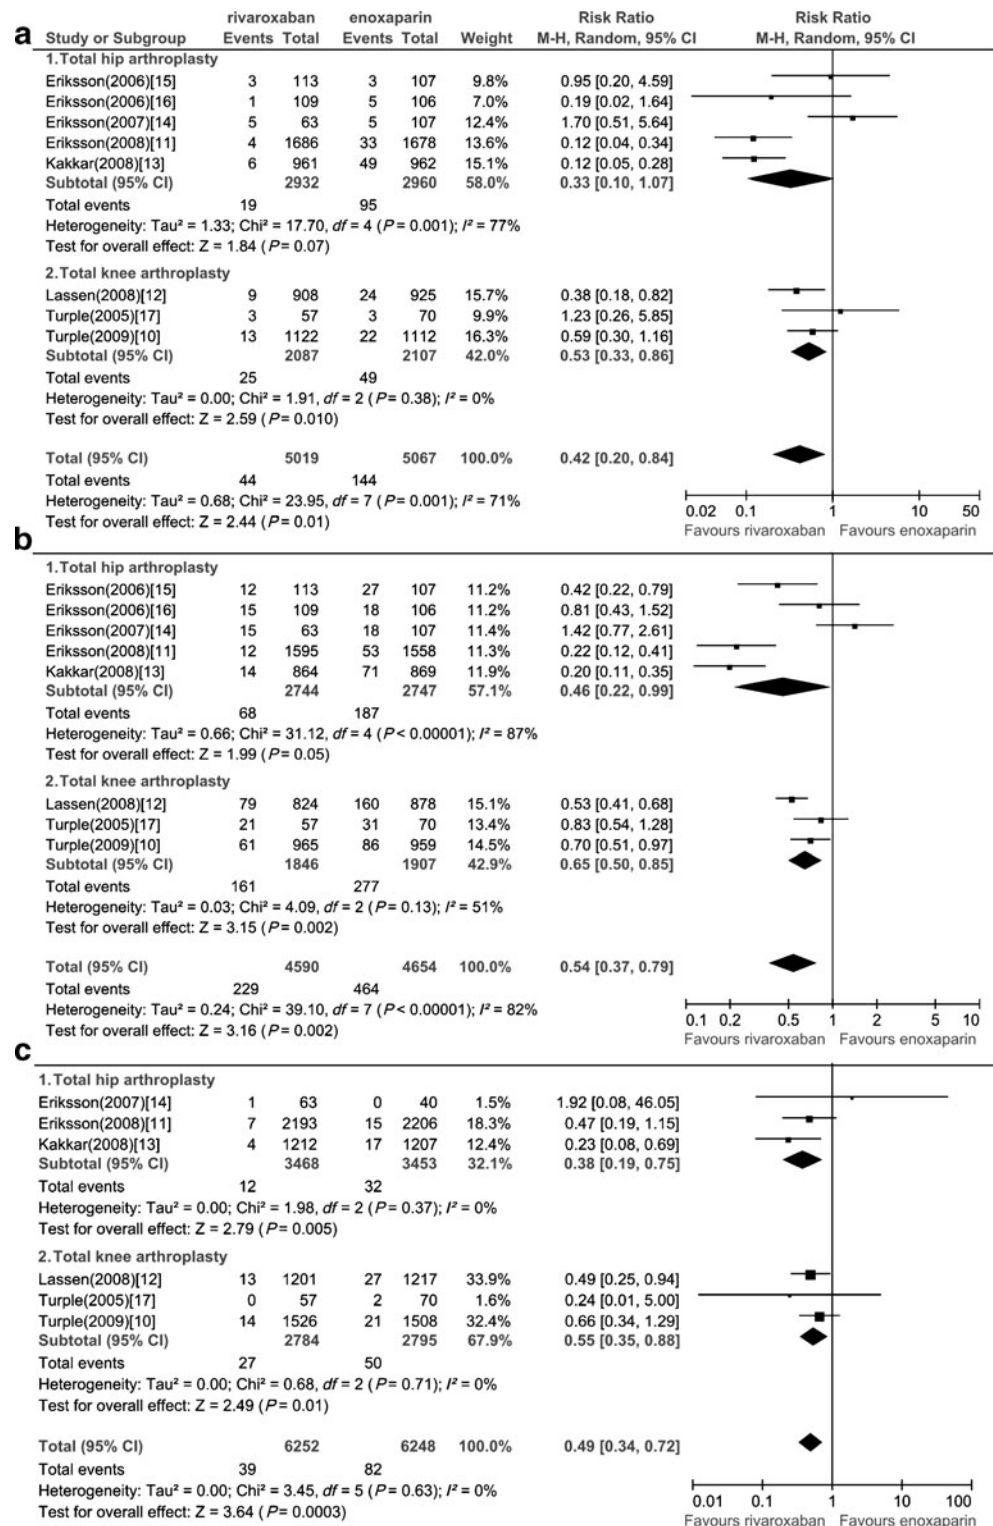 a
rivaroxaban enoxaparin Risk Ratio Risk Ratio
Study or Subgroup Events Total Events Total Weight M-H, Random, 95% CI M-H, Random, 95% CI
1.Total hip arthroplasty
Eriksson(2006)[15] 3 113 3 107 9.8% 0.95 [0.20, 4.59]
Eriksson(2006)[16] 1 109 5 106 7.0% 0.19 [0.02, 1.64]
Eriksson(2007)[14] 5 63 5 107 12.4% 1.70 [0.51, 5.64]
Eriksson(2008)[11] 4 1686 33 1678 13.6% 0.12 [0.04, 0.34]
Kakkar(2008)[13] 6 961 49 962 15.1% 0.12 [0.05, 0.28]
Subtotal (95% CI) 2932 2960 58.0% 0.33 [0.10, 1.07]
Total events 19 95
Heterogeneity: Tau² = 1.33; Chi² = 17.70, df = 4 (P = 0.001); I² = 77%
Test for overall effect: Z = 1.84 (P = 0.07)
2.Total knee arthroplasty
Lassen(2008)[12] 9 908 24 925 15.7% 0.38 [0.18, 0.82]
Turple(2005)[17] 3 57 3 70 9.9% 1.23 [0.26, 5.85]
Turple(2009)[10] 13 1122 22 1112 16.3% 0.59 [0.30, 1.16]
Subtotal (95% CI) 2087 2107 42.0% 0.53 [0.33, 0.86]
Total events 25 49
Heterogeneity: Tau² = 0.00; Chi² = 1.91, df = 2 (P = 0.38); I² = 0%
Test for overall effect: Z = 2.59 (P = 0.010)
Total (95% CI) 5019 5067 100.0% 0.42 [0.20, 0.84]
Total events 44 144
Heterogeneity: Tau² = 0.68; Chi² = 23.95, df = 7 (P = 0.001); I² = 71%
Test for overall effect: Z = 2.44 (P = 0.01)
0.02 0.1 1 10 50
Favours rivaroxaban Favours enoxaparin
b
1.Total hip arthroplasty
Eriksson(2006)[15] 12 113 27 107 11.2% 0.42 [0.22, 0.79]
Eriksson(2006)[16] 15 109 18 106 11.2% 0.81 [0.43, 1.52]
Eriksson(2007)[14] 15 63 18 107 11.4% 1.42 [0.77, 2.61]
Eriksson(2008)[11] 12 1595 53 1558 11.3% 0.22 [0.12, 0.41]
Kakkar(2008)[13] 14 864 71 869 11.9% 0.20 [0.11, 0.35]
Subtotal (95% CI) 2744 2747 57.1% 0.46 [0.22, 0.99]
Total events 68 187
Heterogeneity: Tau² = 0.66; Chi² = 31.12, df = 4 (P < 0.00001); I² = 87%
Test for overall effect: Z = 1.99 (P = 0.05)
2.Total knee arthroplasty
Lassen(2008)[12] 79 824 160 878 15.1% 0.53 [0.41, 0.68]
Turple(2005)[17] 21 57 31 70 13.4% 0.83 [0.54, 1.28]
Turple(2009)[10] 61 965 86 959 14.5% 0.70 [0.51, 0.97]
Subtotal (95% CI) 1846 1907 42.9% 0.65 [0.50, 0.85]
Total events 161 277
Heterogeneity: Tau² = 0.03; Chi² = 4.09, df = 2 (P = 0.13); I² = 51%
Test for overall effect: Z = 3.15 (P = 0.002)
Total (95% CI) 4590 4654 100.0% 0.54 [0.37, 0.79]
Total events 229 464
Heterogeneity: Tau² = 0.24; Chi² = 39.10, df = 7 (P < 0.00001); I² = 82%
Test for overall effect: Z = 3.16 (P = 0.002)
0.1 0.2 0.5 1 2 5 10
Favours rivaroxaban Favours enoxaparin
c
1.Total hip arthroplasty
Eriksson(2007)[14] 1 63 0 40 1.5% 1.92 [0.08, 46.05]
Eriksson(2008)[11] 7 2193 15 2206 18.3% 0.47 [0.19, 1.15]
Kakkar(2008)[13] 4 1212 17 1207 12.4% 0.23 [0.08, 0.69]
Subtotal (95% CI) 3468 3453 32.1% 0.38 [0.19, 0.75]
Total events 12 32
Heterogeneity: Tau² = 0.00; Chi² = 1.98, df = 2 (P = 0.37); I² = 0%
Test for overall effect: Z = 2.79 (P = 0.005)
2.Total knee arthroplasty
Lassen(2008)[12] 13 1201 27 1217 33.9% 0.49 [0.25, 0.94]
Turple(2005)[17] 0 57 2 70 1.6% 0.24 [0.01, 5.00]
Turple(2009)[10] 14 1526 21 1508 32.4% 0.66 [0.34, 1.29]
Subtotal (95% CI) 2784 2795 67.9% 0.55 [0.35, 0.88]
Total events 27 50
Heterogeneity: Tau² = 0.00; Chi² = 0.68, df = 2 (P = 0.71); I² = 0%
Test for overall effect: Z = 2.49 (P = 0.01)
Total (95% CI) 6252 6248 100.0% 0.49 [0.34, 0.72]
Total events 39 82
Heterogeneity: Tau² = 0.00; Chi² = 3.45, df = 5 (P = 0.63); I² = 0%
Test for overall effect: Z = 3.64 (P = 0.0003)
0.01 0.1 1 10 100
Favours rivaroxaban Favours enoxaparin